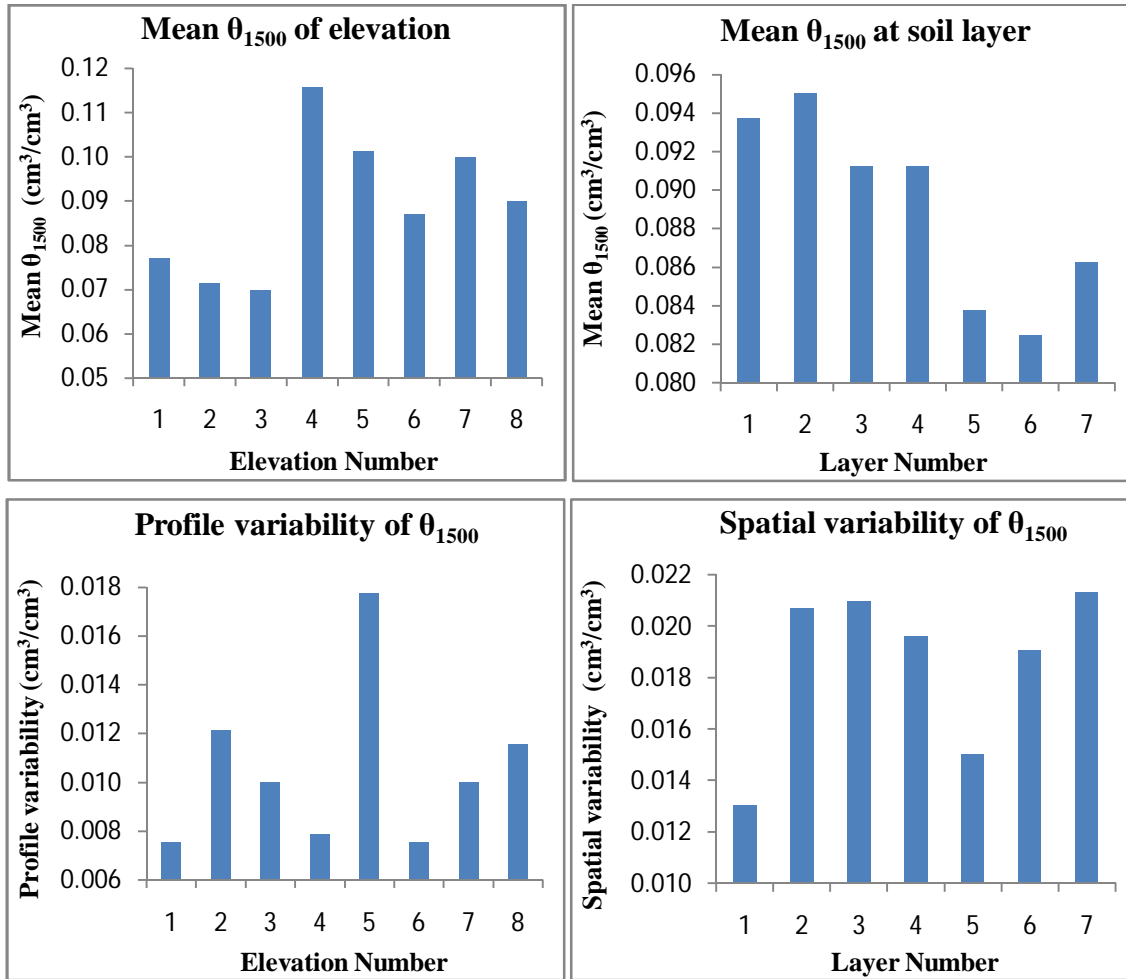 Mean θ1500 of elevation
Mean θ1500 (cm³/cm³)
0.12
0.11
0.10
0.09
0.08
0.07
0.06
0.05
1 2 3 4 5 6 7 8
Elevation Number
Mean θ1500 at soil layer
Mean θ1500 (cm³/cm³)
0.096
0.094
0.092
0.090
0.088
0.086
0.084
0.082
0.080
1 2 3 4 5 6 7
Layer Number
Profile variability of θ1500
Profile variability (cm³/cm³)
0.018
0.016
0.014
0.012
0.010
0.008
0.006
1 2 3 4 5 6 7 8
Elevation Number
Spatial variability of θ1500
Spatial variability (cm³/cm³)
0.022
0.020
0.018
0.016
0.014
0.012
0.010
1 2 3 4 5 6 7
Layer Number